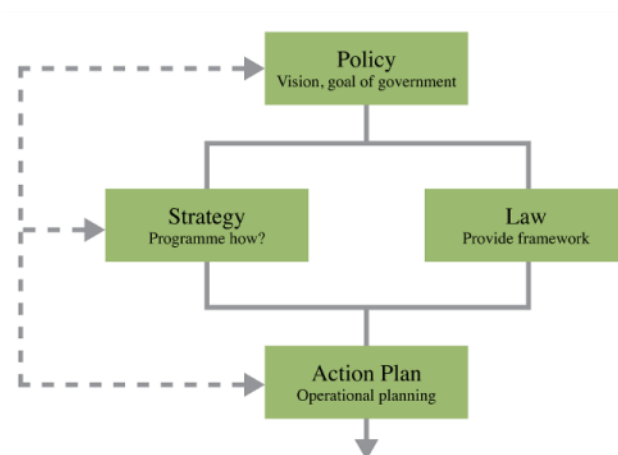 Policy
Vision, goal of government
Strategy
Programme how?
Law
Provide framework
Action Plan
Operational planning